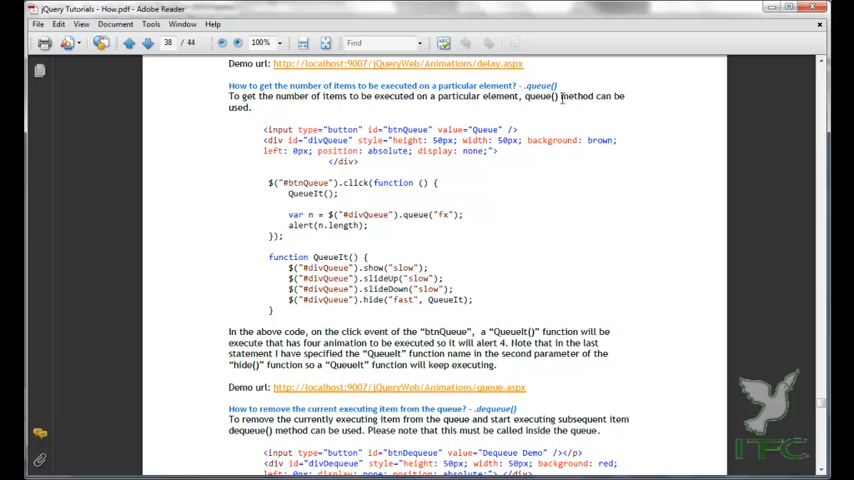 jQuery Tutorials - How.pdf - Adobe Reader
File Edit View Document Tools Window Help
38 / 44 100% Find
Demo url: http://localhost:9007/jQueryWeb/Animations/delay.aspx
How to get the number of items to be executed on a particular element? - .queue()
To get the number of items to be executed on a particular element, queue() method can be
used.
<input type="button" id="btnQueue" value="Queue" />
<div id="divQueue" style="height: 50px; width: 50px; background: brown;
left: 0px; position: absolute; display: none;">
</div>
$("#btnQueue").click(function () {
QueueIt();
var n = $("#divQueue").queue("fx");
alert(n.length);
});
function QueueIt() {
$("#divQueue").show("slow");
$("#divQueue").slideUp("slow");
$("#divQueue").slideDown("slow");
$("#divQueue").hide("fast", QueueIt);
}
In the above code, on the click event of the “btnQueue”, a “QueueIt()” function will be
execute that has four animation to be executed so it will alert 4. Note that in the last
statement I have specified the “QueueIt” function name in the second parameter of the
“hide()” function so a “QueueIt” function will keep executing.
Demo url: http://localhost:9007/jQueryWeb/Animations/queue.aspx
How to remove the current executing item from the queue? - .dequeue()
To remove the currently executing item from the queue and start executing subsequent item
dequeue() method can be used. Please note that this must be called inside the queue.
<input type="button" id="btnDequeue" value="Dequeue Demo" /></p>
<div id="divDequeue" style="height: 50px; width: 50px; background: red;
left: 0px; position: absolute; display: none;"> </div>
ITFC